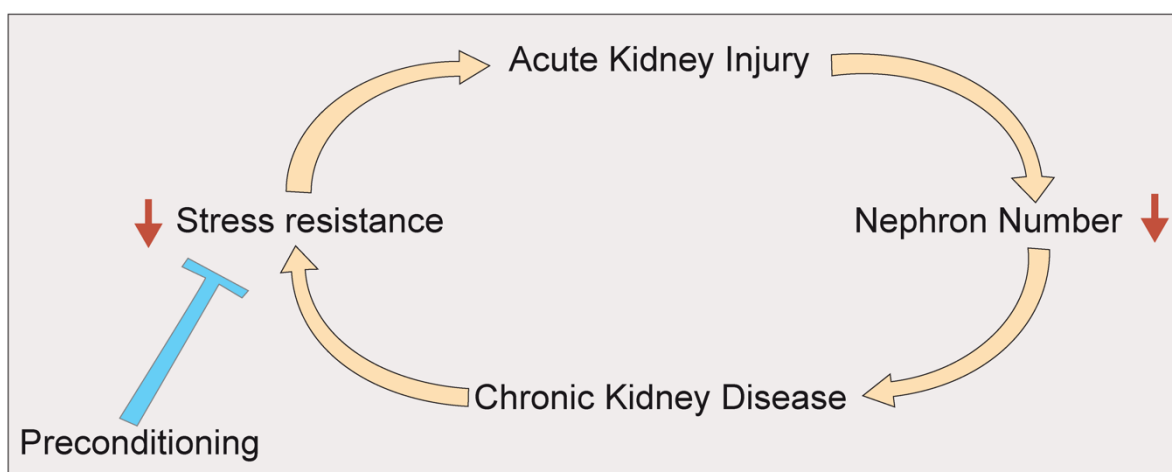 Acute Kidney Injury
Stress resistance
Nephron Number
Chronic Kidney Disease
Preconditioning